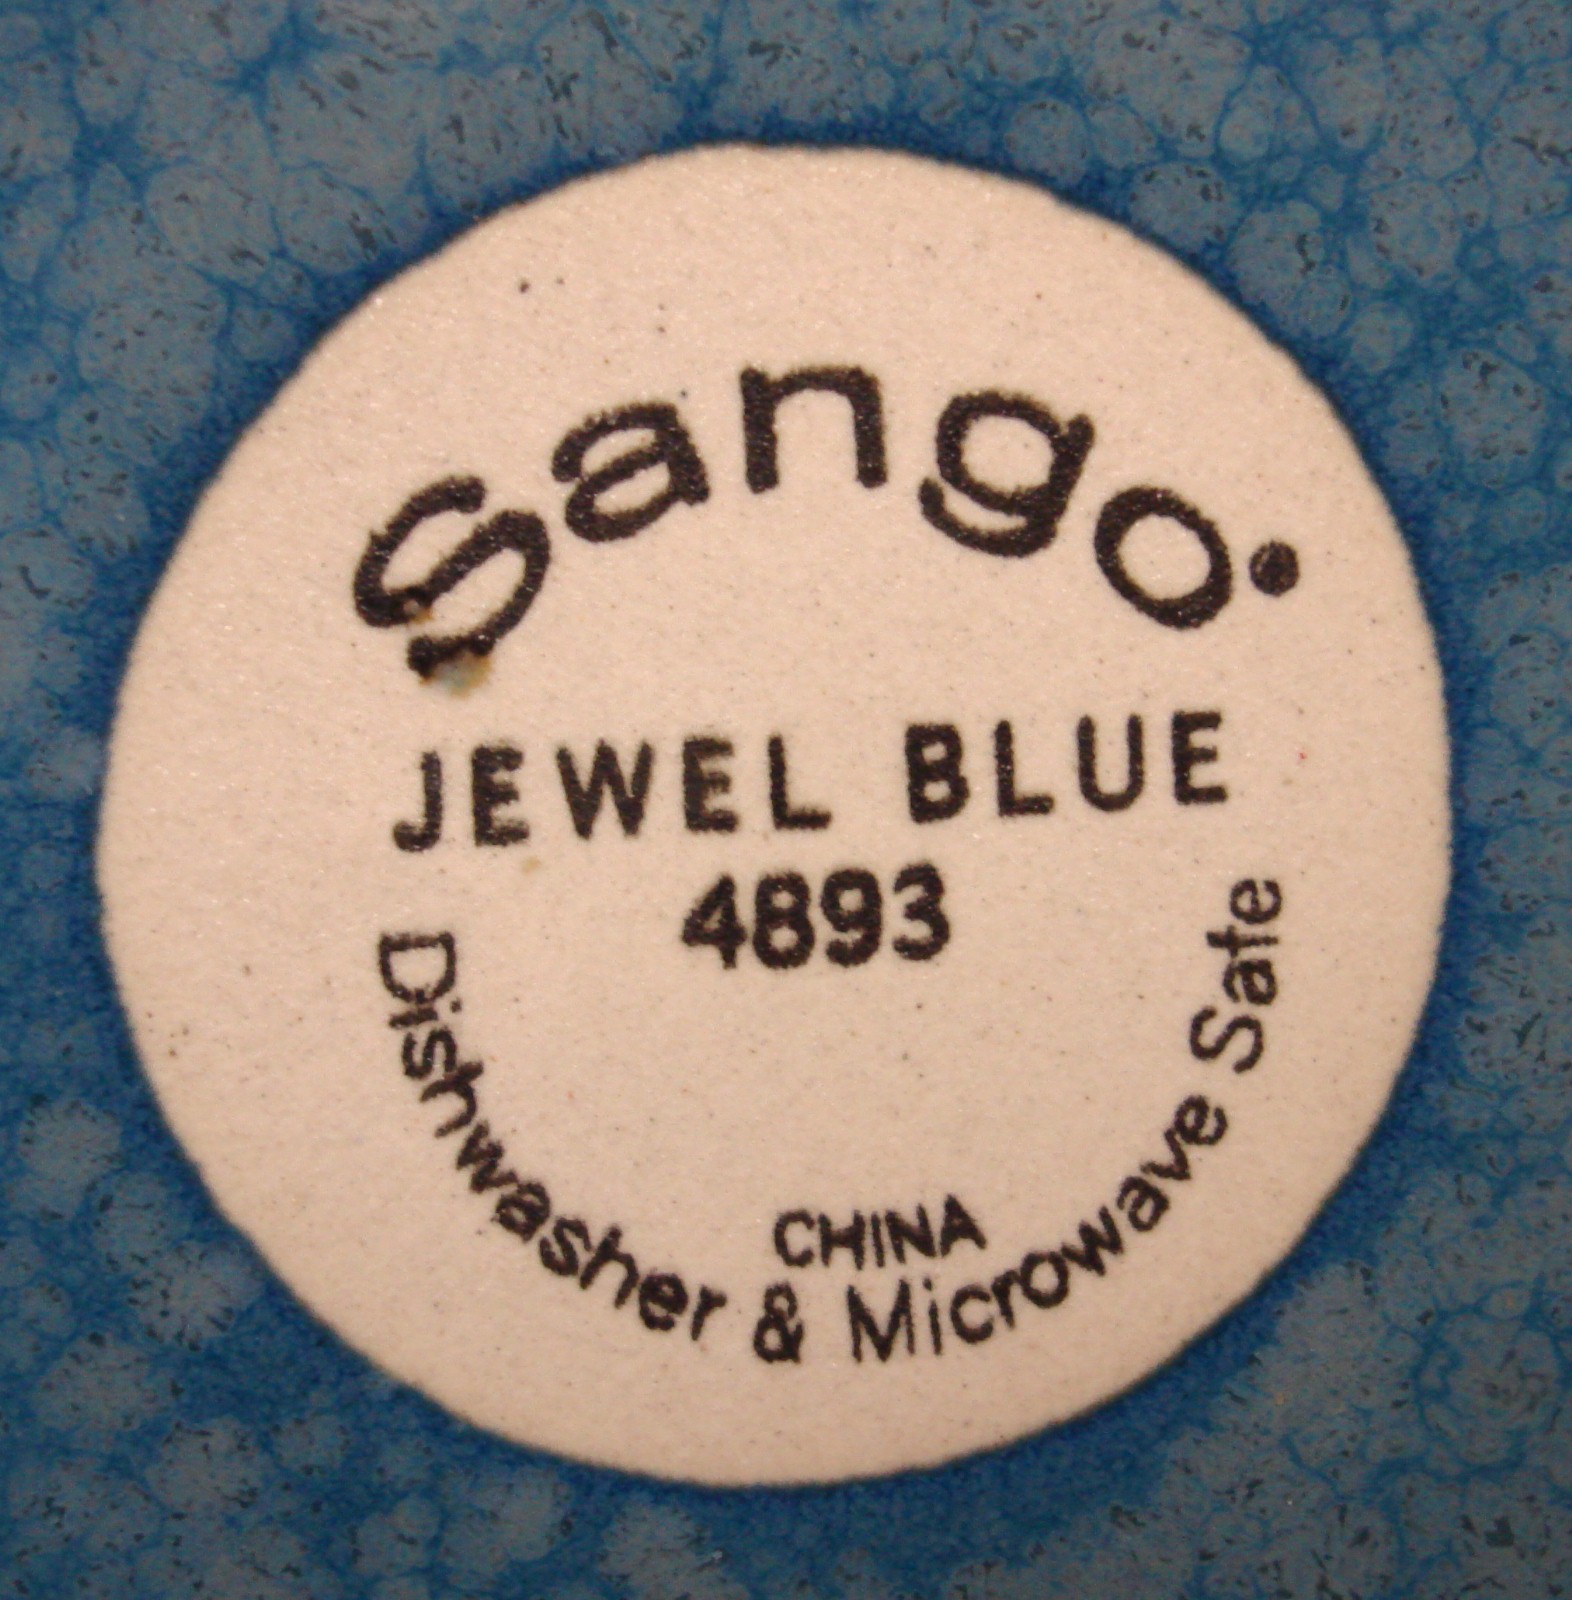 Sango.
JEWEL BLUE
4893
CHINA
Dishwasher & Microwave Safe